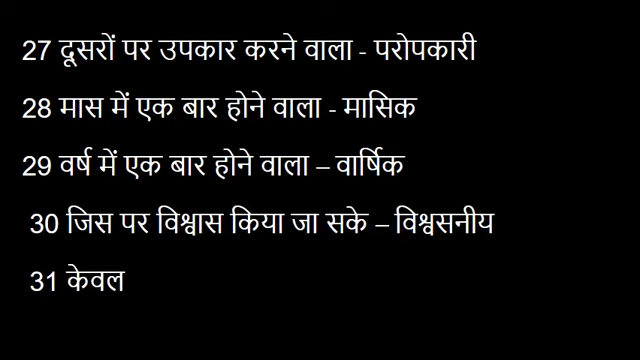 27 दूसरों पर उपकार करने वाला - परोपकारी
28 मास में एक बार होने वाला - मासिक
29 वर्ष में एक बार होने वाला – वार्षिक
30 जिस पर विश्वास किया जा सके – विश्वसनीय
31 केवल